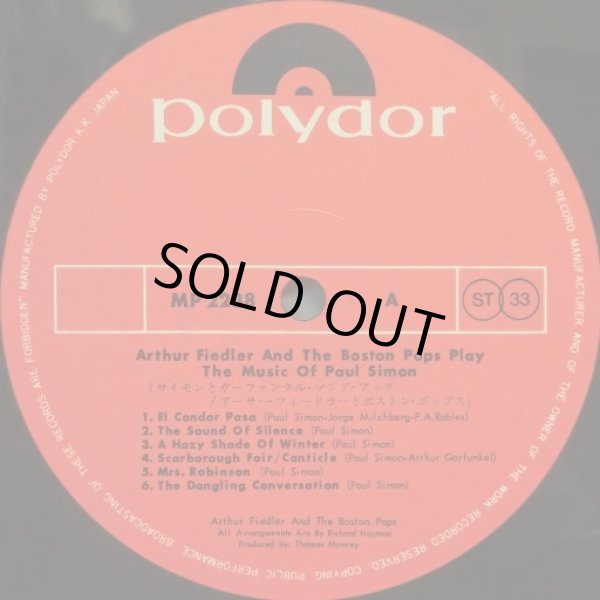 polydor
SOLD OUT
MP 22 8 A ST 33
Arthur Fiedler And The Boston Pops Play
The Music Of Paul Simon
(サイモンとガーファンクル・ソング・ブック
/アーサー・フィードラーとボストン・ポップス)
1. El Condor Pasa (Paul Simon-Jorge Milchberg-P.A.Robles)
2. The Sound Of Silence (Paul Simon)
3. A Hazy Shade Of Winter (Paul Simon)
4. Scarborough Fair/Canticle (Paul Simon-Arthur Garfunkel)
5. Mrs. Robinson (Paul Simon)
6. The Dangling Conversation (Paul Simon)
Arthur Fiedler And The Boston Pops
All Arrangements Are By Richard Hayman
Produced By: Thomas Mowrey
"ALL RIGHTS OF THE RECORD MANUFACTURER AND OF THE OWNER OF THE WORK RECORDED RESERVED. COPYING PUBLIC PERFORMANCE BROADCASTING OF THESE RECORDS ARE FORBIDDEN" MANUFACTURED BY POLYDOR K.K. JAPAN